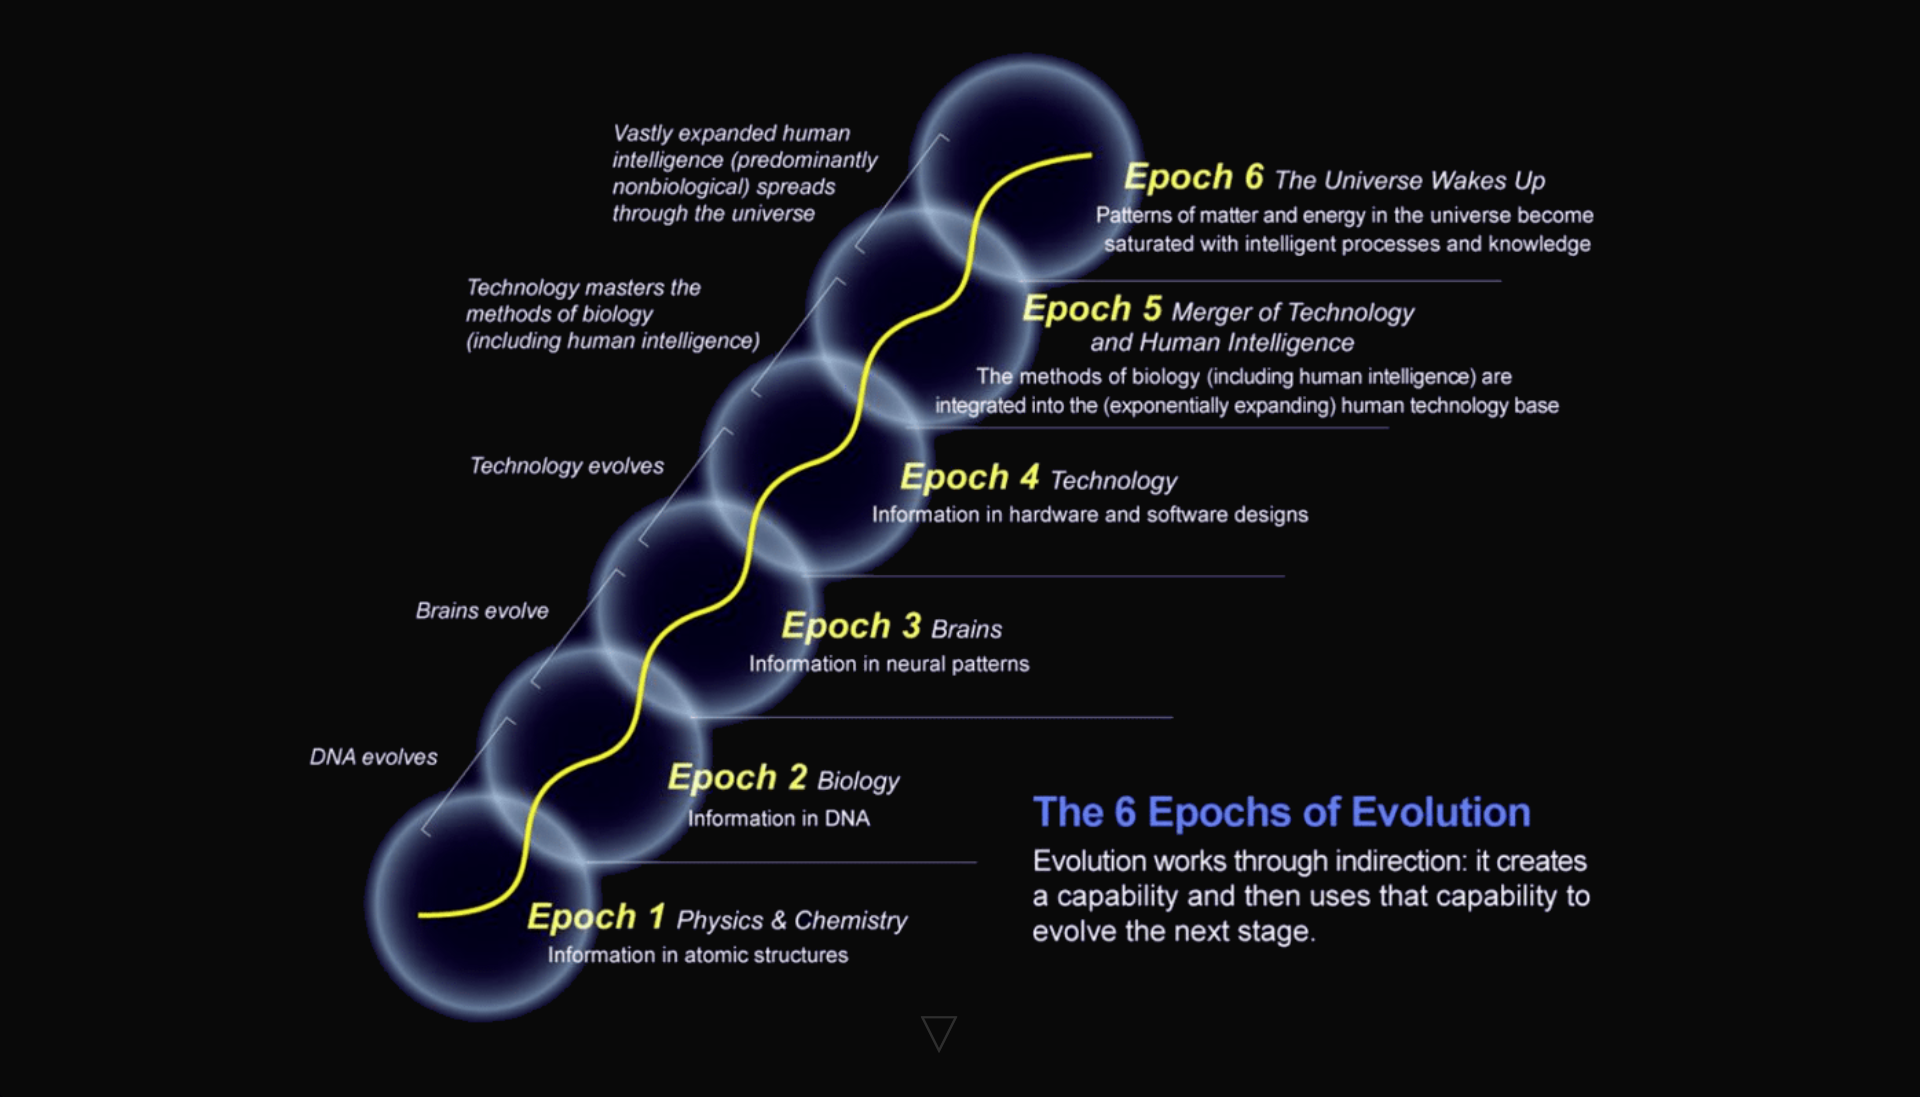 Vastly expanded human
intelligence (predominantly
nonbiological) spreads
through the universe
Epoch 6 The Universe Wakes Up
Patterns of matter and energy in the universe become
saturated with intelligent processes and knowledge
Technology masters the
methods of biology
(including human intelligence)
Epoch 5 Merger of Technology
and Human Intelligence
The methods of biology (including human intelligence) are
integrated into the (exponentially expanding) human technology base
Technology evolves
Epoch 4 Technology
Information in hardware and software designs
Brains evolve
Epoch 3 Brains
Information in neural patterns
DNA evolves
Epoch 2 Biology
Information in DNA
Epoch 1 Physics & Chemistry
Information in atomic structures
The 6 Epochs of Evolution
Evolution works through indirection: it creates
a capability and then uses that capability to
evolve the next stage.